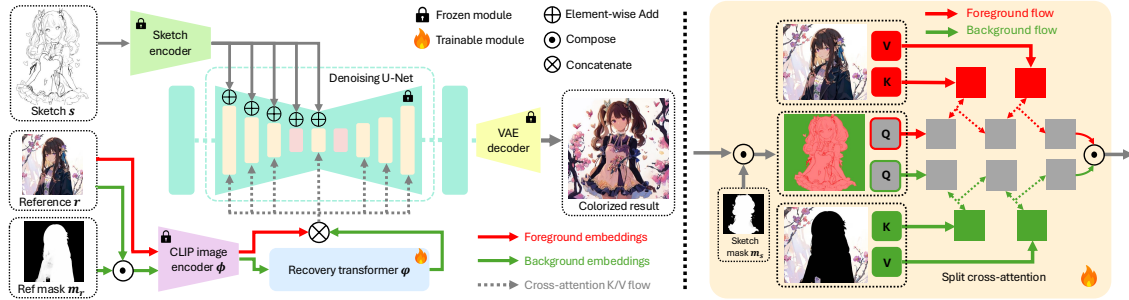 Sketch
encoder
Sketch s
Frozen module
Trainable module
Element-wise Add
Compose
Concatenate
Denoising U-Net
VAE
decoder
Colorized result
Reference r
Ref mask mᵣ
CLIP image
encoder ϕ
Recovery transformer φ
Foreground embeddings
Background embeddings
Cross-attention K/V flow
Foreground flow
Background flow
V
K
Q
Q
K
V
Sketch
mask mₛ
Split cross-attention